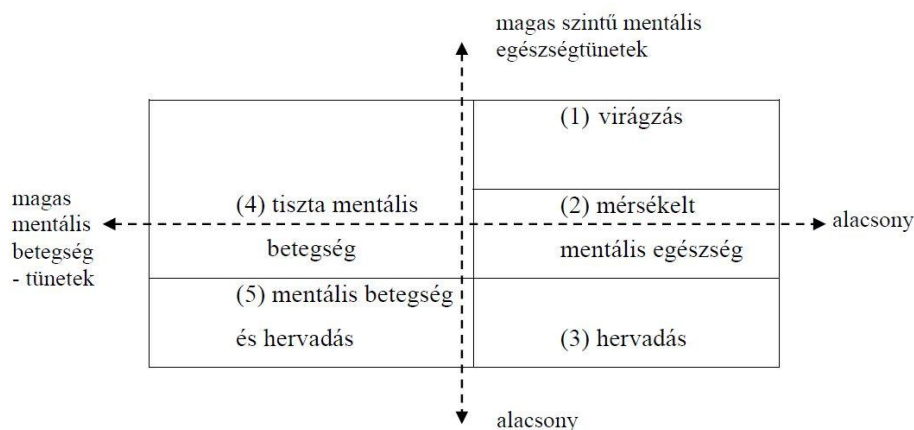 magas szintű mentális
egészségtünetek
(1) virágzás
magas
mentális
betegség
- tünetek
(4) tiszta mentális
betegség
(2) mérsékelt
mentális egészség
alacsony
(5) mentális betegség
és hervadás
(3) hervadás
alacsony